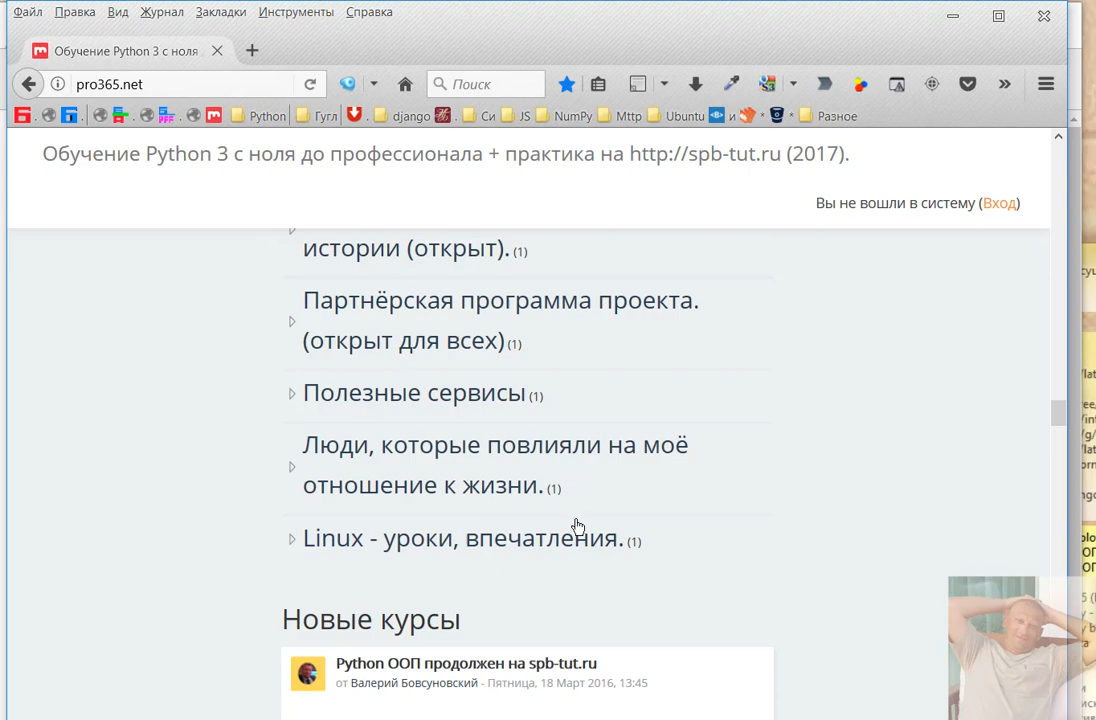 Файл Правка Вид Журнал Закладки Инструменты Справка
Обучение Python 3 с ноля
pro365.net
Поиск
Python Гугл django Си JS NumPy Mttp Ubuntu и Разное
Обучение Python 3 с ноля до профессионала + практика на http://spb-tut.ru (2017).
Вы не вошли в систему (Вход)
истории (открыт). (1)
Партнёрская программа проекта.
(открыт для всех) (1)
Полезные сервисы (1)
Люди, которые повлияли на моё
отношение к жизни. (1)
Linux - уроки, впечатления. (1)
Новые курсы
Python ООП продолжен на spb-tut.ru
от Валерий Бовсуновский - Пятница, 18 Март 2016, 13:45